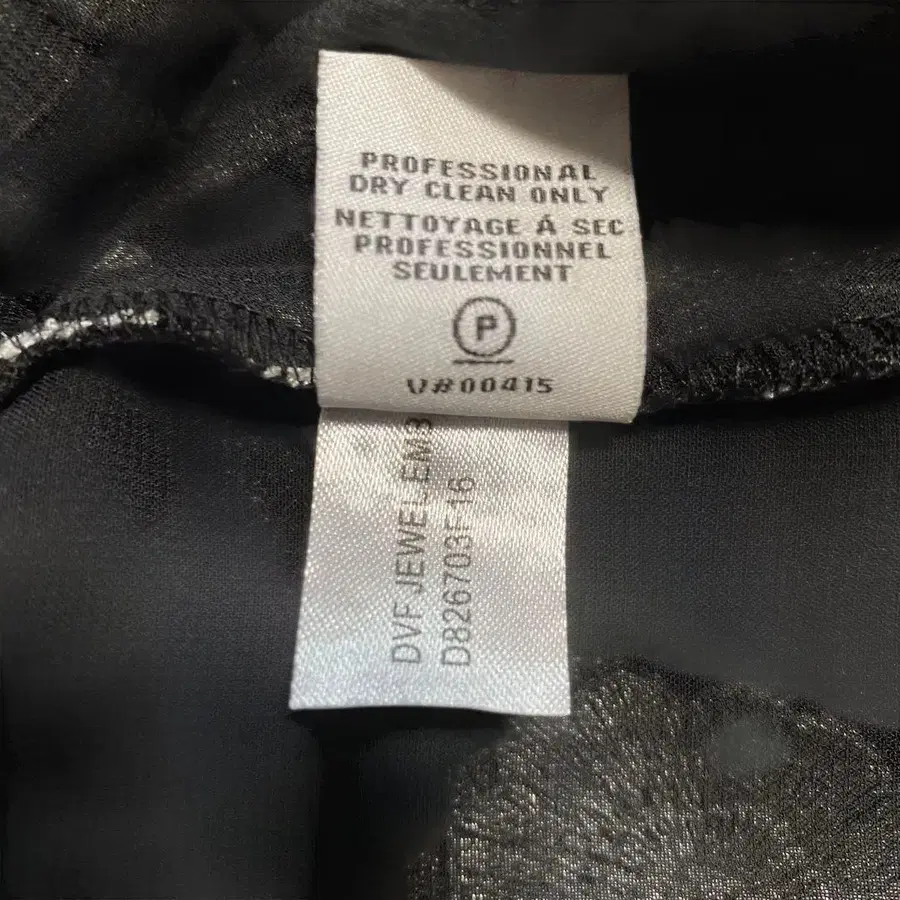 PROFESSIONAL
DRY CLEAN ONLY
NETTOYAGE Á SEC
PROFESSIONNEL
SEULEMENT
P
V#00415
DVF JEWEL EM3
D826703F16